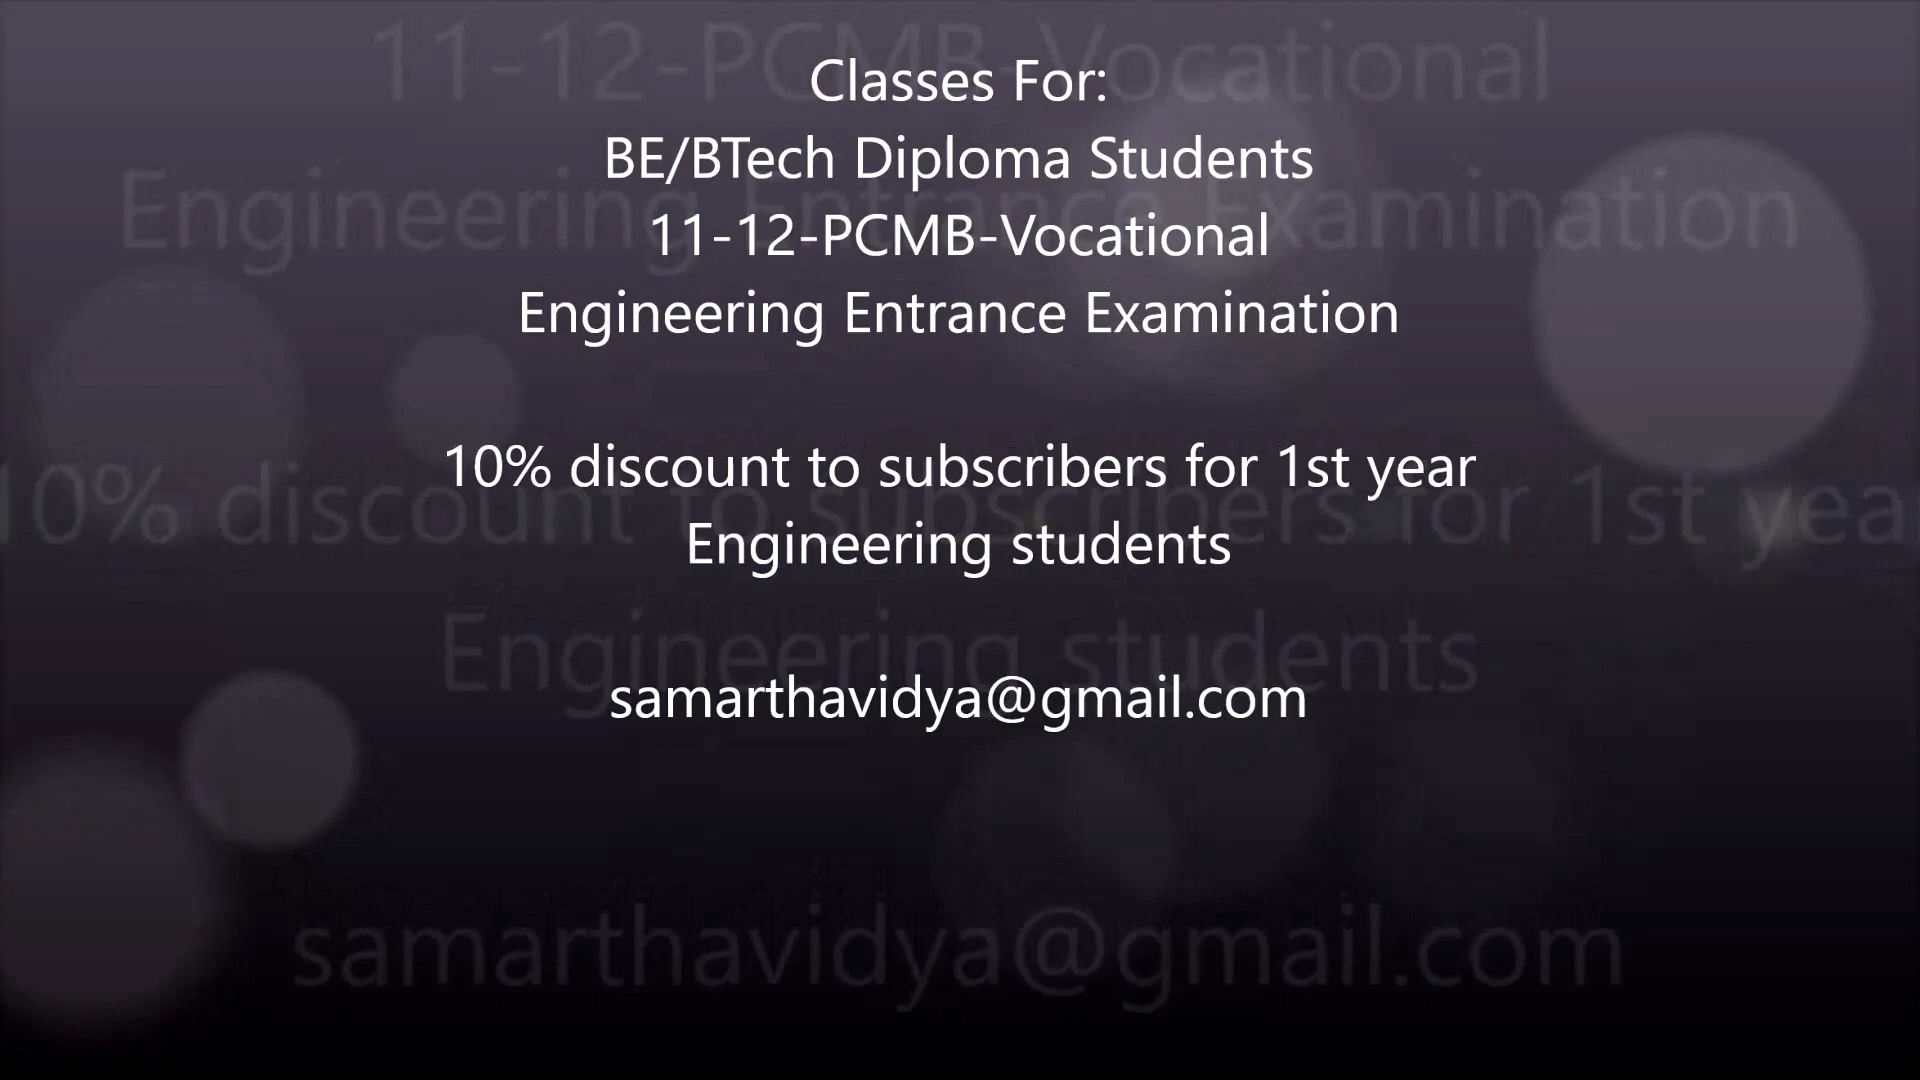 Classes For:
BE/BTech Diploma Students
11-12-PCMB-Vocational
Engineering Entrance Examination
10% discount to subscribers for 1st year
Engineering students
samarthavidya@gmail.com